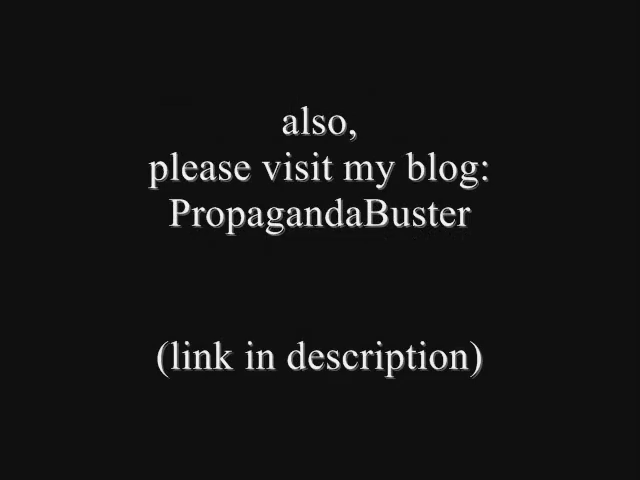 also,
please visit my blog:
PropagandaBuster
(link in description)